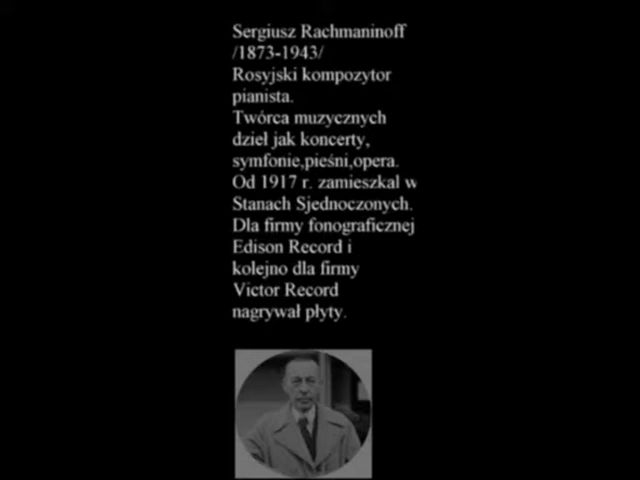 Sergiusz Rachmaninoff
/1873-1943/
Rosyjski kompozytor
pianista.
Twórca muzycznych
dzieł jak koncerty,
symfonie,pieśni,opera.
Od 1917 r. zamieszkal w
Stanach Sjednoczonych.
Dla firmy fonograficznej
Edison Record i
kolejno dla firmy
Victor Record
nagrywał płyty.